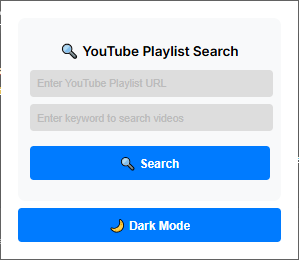 🔍 YouTube Playlist Search
Enter YouTube Playlist URL
Enter keyword to search videos
🔍 Search
🌙 Dark Mode